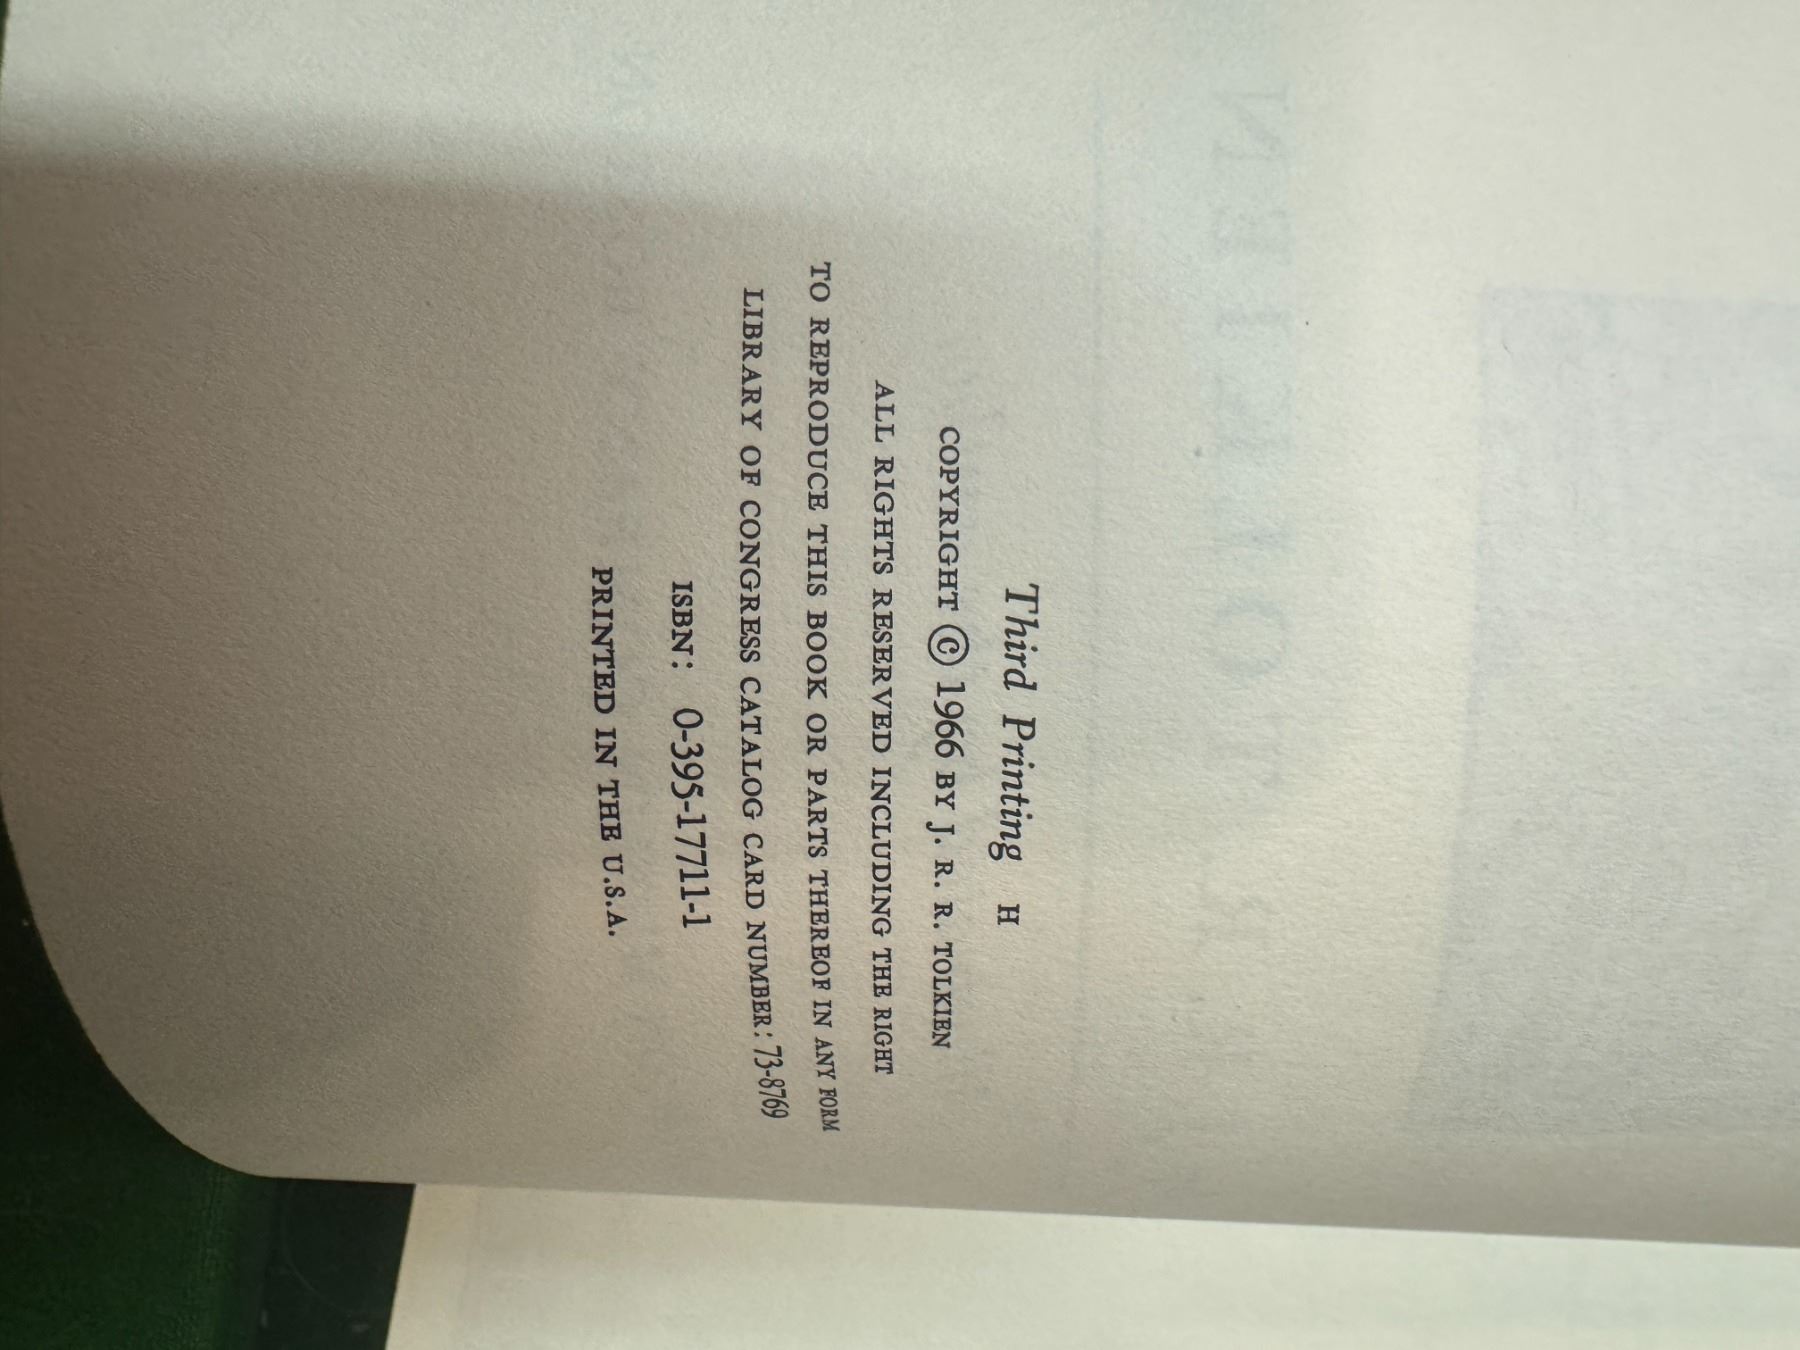 Third Printing H
COPYRIGHT © 1966 BY J. R. R. TOLKIEN
ALL RIGHTS RESERVED INCLUDING THE RIGHT
TO REPRODUCE THIS BOOK OR PARTS THEREOF IN ANY FORM
LIBRARY OF CONGRESS CATALOG CARD NUMBER: 73-8769
ISBN: 0-395-17711-1
PRINTED IN THE U.S.A.